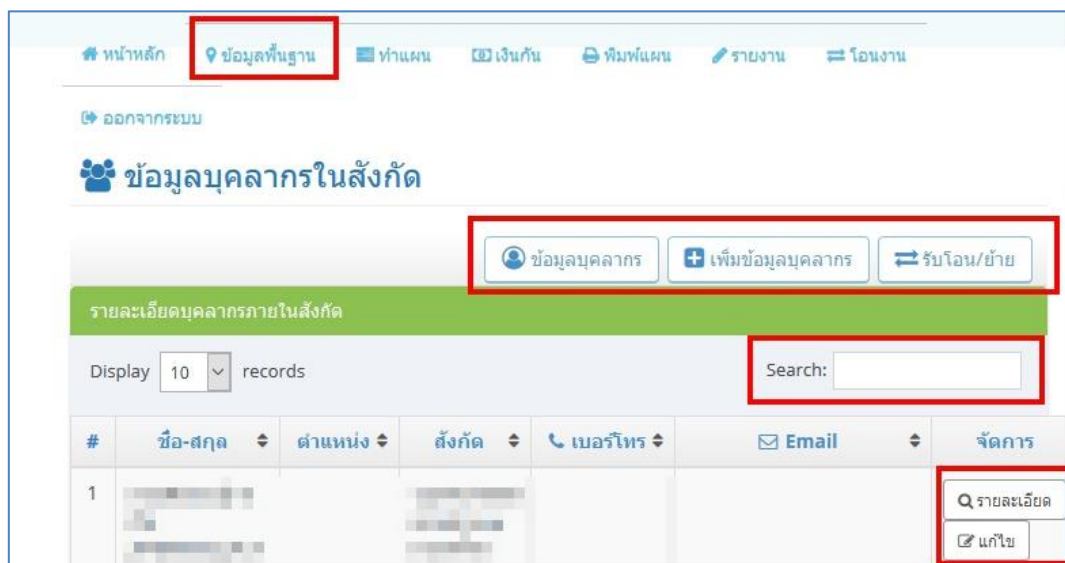 หน้าหลัก ข้อมูลพื้นฐาน ทำแผน เงินกัน พิมพ์แผน รายงาน โอนงาน
ออกจากระบบ
ข้อมูลบุคลากรในสังกัด
ข้อมูลบุคลากร เพิ่มข้อมูลบุคลากร รับโอน/ย้าย
รายละเอียดบุคลากรภายในสังกัด
Display 10 records Search:
# ชื่อ-สกุล ตำแหน่ง สังกัด เบอร์โทร Email จัดการ
1 รายละเอียด
แก้ไข